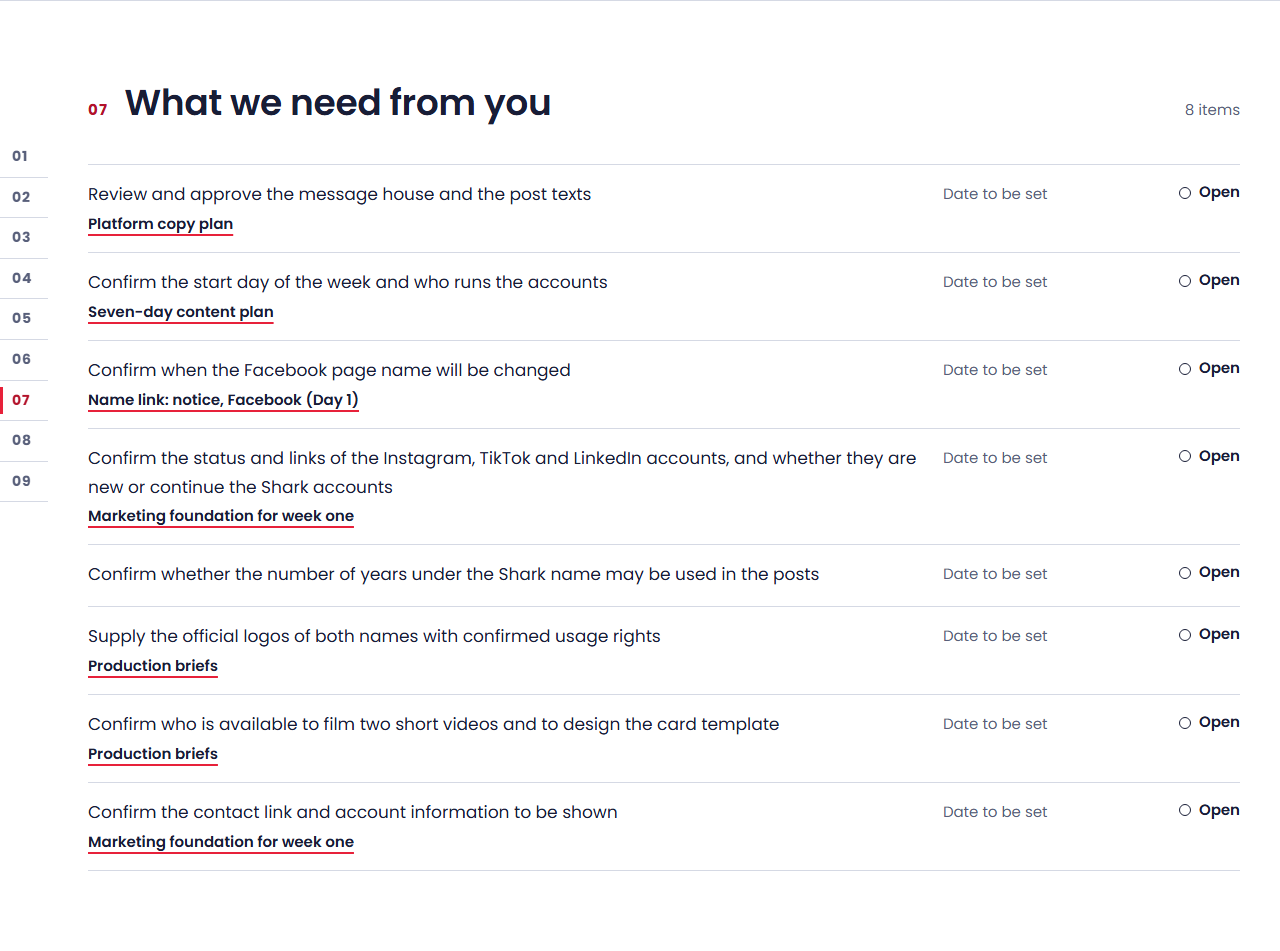 07 What we need from you 8 items
01
02
03
04
05
06
07
08
09
Review and approve the message house and the post texts Date to be set Open
Platform copy plan
Confirm the start day of the week and who runs the accounts Date to be set Open
Seven-day content plan
Confirm when the Facebook page name will be changed Date to be set Open
Name link: notice, Facebook (Day 1)
Confirm the status and links of the Instagram, TikTok and LinkedIn accounts, and whether they are Date to be set Open
new or continue the Shark accounts
Marketing foundation for week one
Confirm whether the number of years under the Shark name may be used in the posts Date to be set Open
Supply the official logos of both names with confirmed usage rights Date to be set Open
Production briefs
Confirm who is available to film two short videos and to design the card template Date to be set Open
Production briefs
Confirm the contact link and account information to be shown Date to be set Open
Marketing foundation for week one